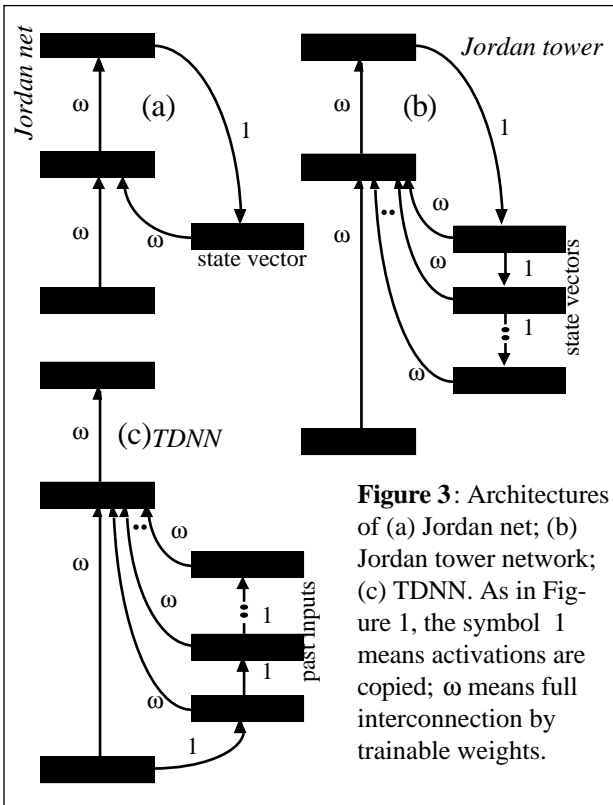 Jordan net
ω
(a)
1
ω
ω
state vector
Jordan tower
ω
(b)
1
ω
ω
ω
1
1
ω
state vectors
ω
(c) TDNN
ω
ω
ω
ω
1
1
1
past inputs
Figure 3: Architectures
of (a) Jordan net; (b)
Jordan tower network;
(c) TDNN. As in Fig-
ure 1, the symbol 1
means activations are
copied; ω means full
interconnection by
trainable weights.